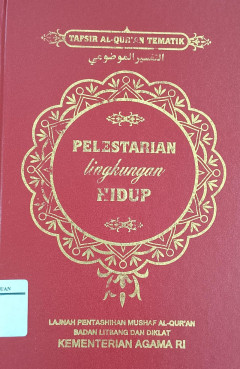 TAFSIR AL-QUR'AN TEMATIK
التفسير الموضوعي
PELESTARIAN
lingkungan
HIDUP
LAJNAH PENTASHIHAN MUSHAF AL-QUR'AN
BADAN LITBANG DAN DIKLAT
KEMENTERIAN AGAMA RI